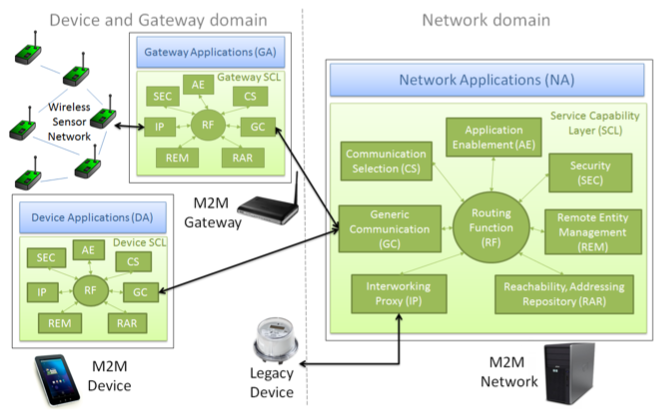 Device and Gateway domain
Network domain
Gateway Applications (GA)
Gateway SCL
AE
SEC
CS
IP
RF
GC
REM
RAR
Wireless
Sensor
Network
M2M
Gateway
Device Applications (DA)
Device SCL
AE
SEC
CS
IP
RF
GC
REM
RAR
M2M
Device
Legacy
Device
Network Applications (NA)
Service Capability
Layer (SCL)
Application
Enablement (AE)
Communication
Selection (CS)
Security
(SEC)
Generic
Communication
(GC)
Routing
Function
(RF)
Remote Entity
Management (REM)
Interworking
Proxy (IP)
Reachability, Addressing
Repository (RAR)
M2M
Network